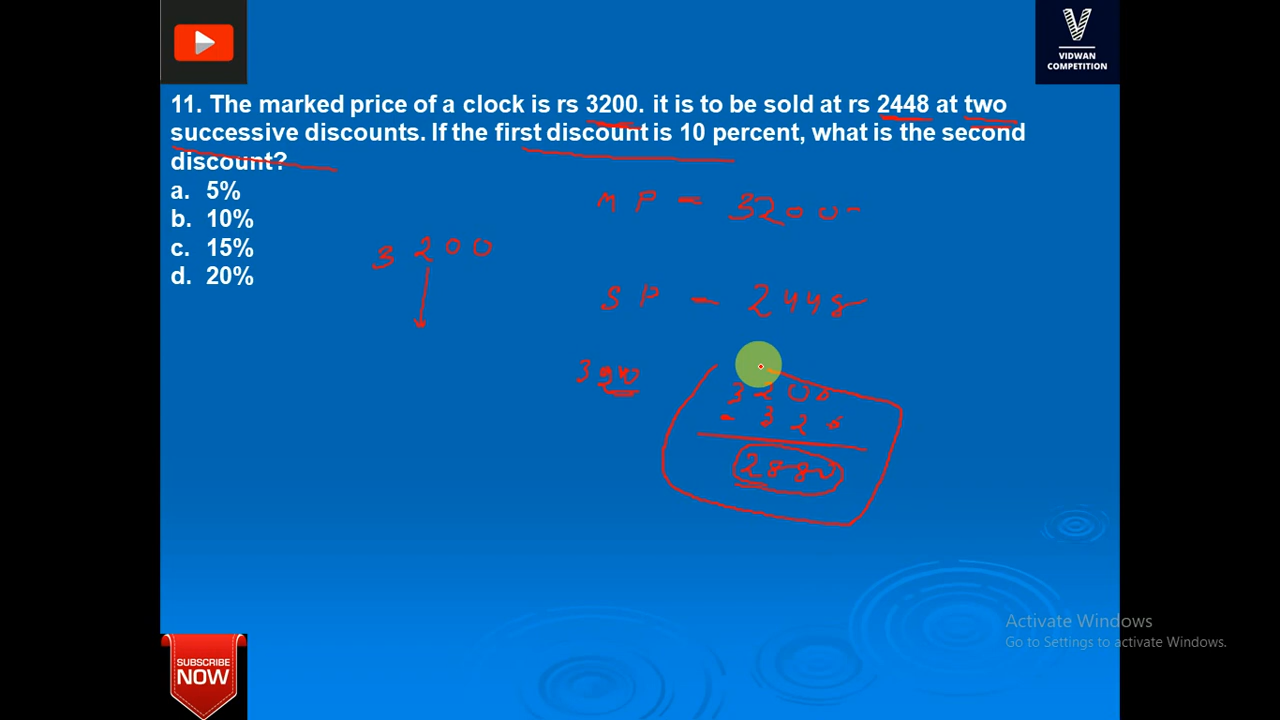 VIDWAN
COMPETITION
11. The marked price of a clock is rs 3200. it is to be sold at rs 2448 at two
successive discounts. If the first discount is 10 percent, what is the second
discount?
a. 5%
b. 10%
c. 15%
d. 20%
MP - 3200
3200
SP - 2448
3200
- 320
2880
Activate Windows
Go to Settings to activate Windows.
SUBSCRIBE
NOW